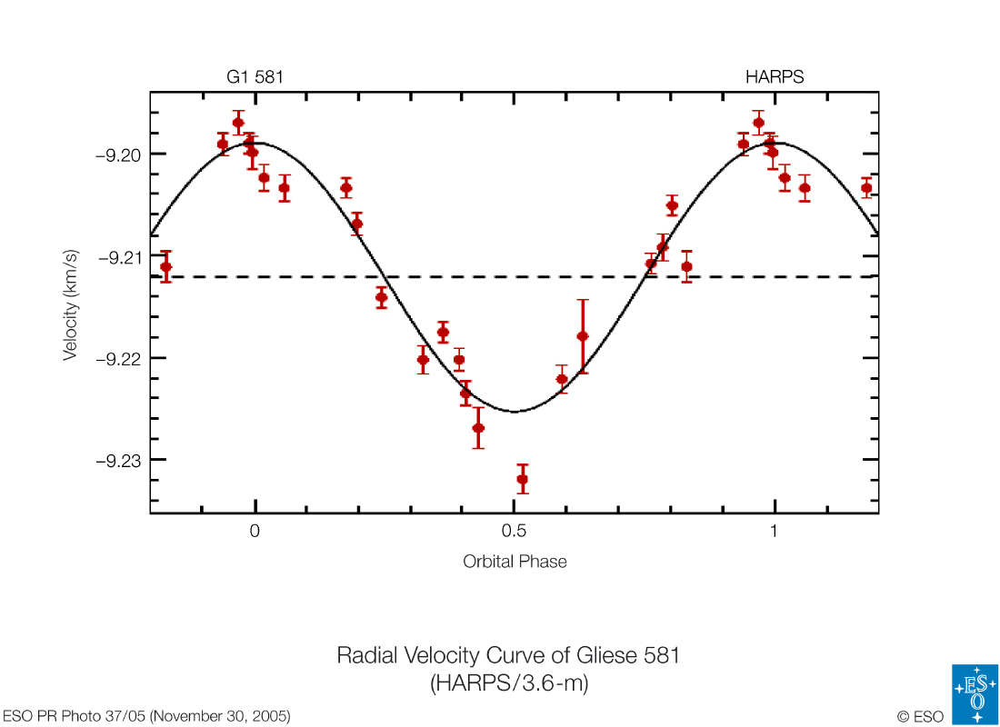 G1 581
HARPS
–9.20
–9.21
–9.22
–9.23
Velocity (km/s)
0
0.5
1
Orbital Phase
Radial Velocity Curve of Gliese 581
(HARPS/3.6-m)
ESO PR Photo 37/05 (November 30, 2005)
© ESO
ESO